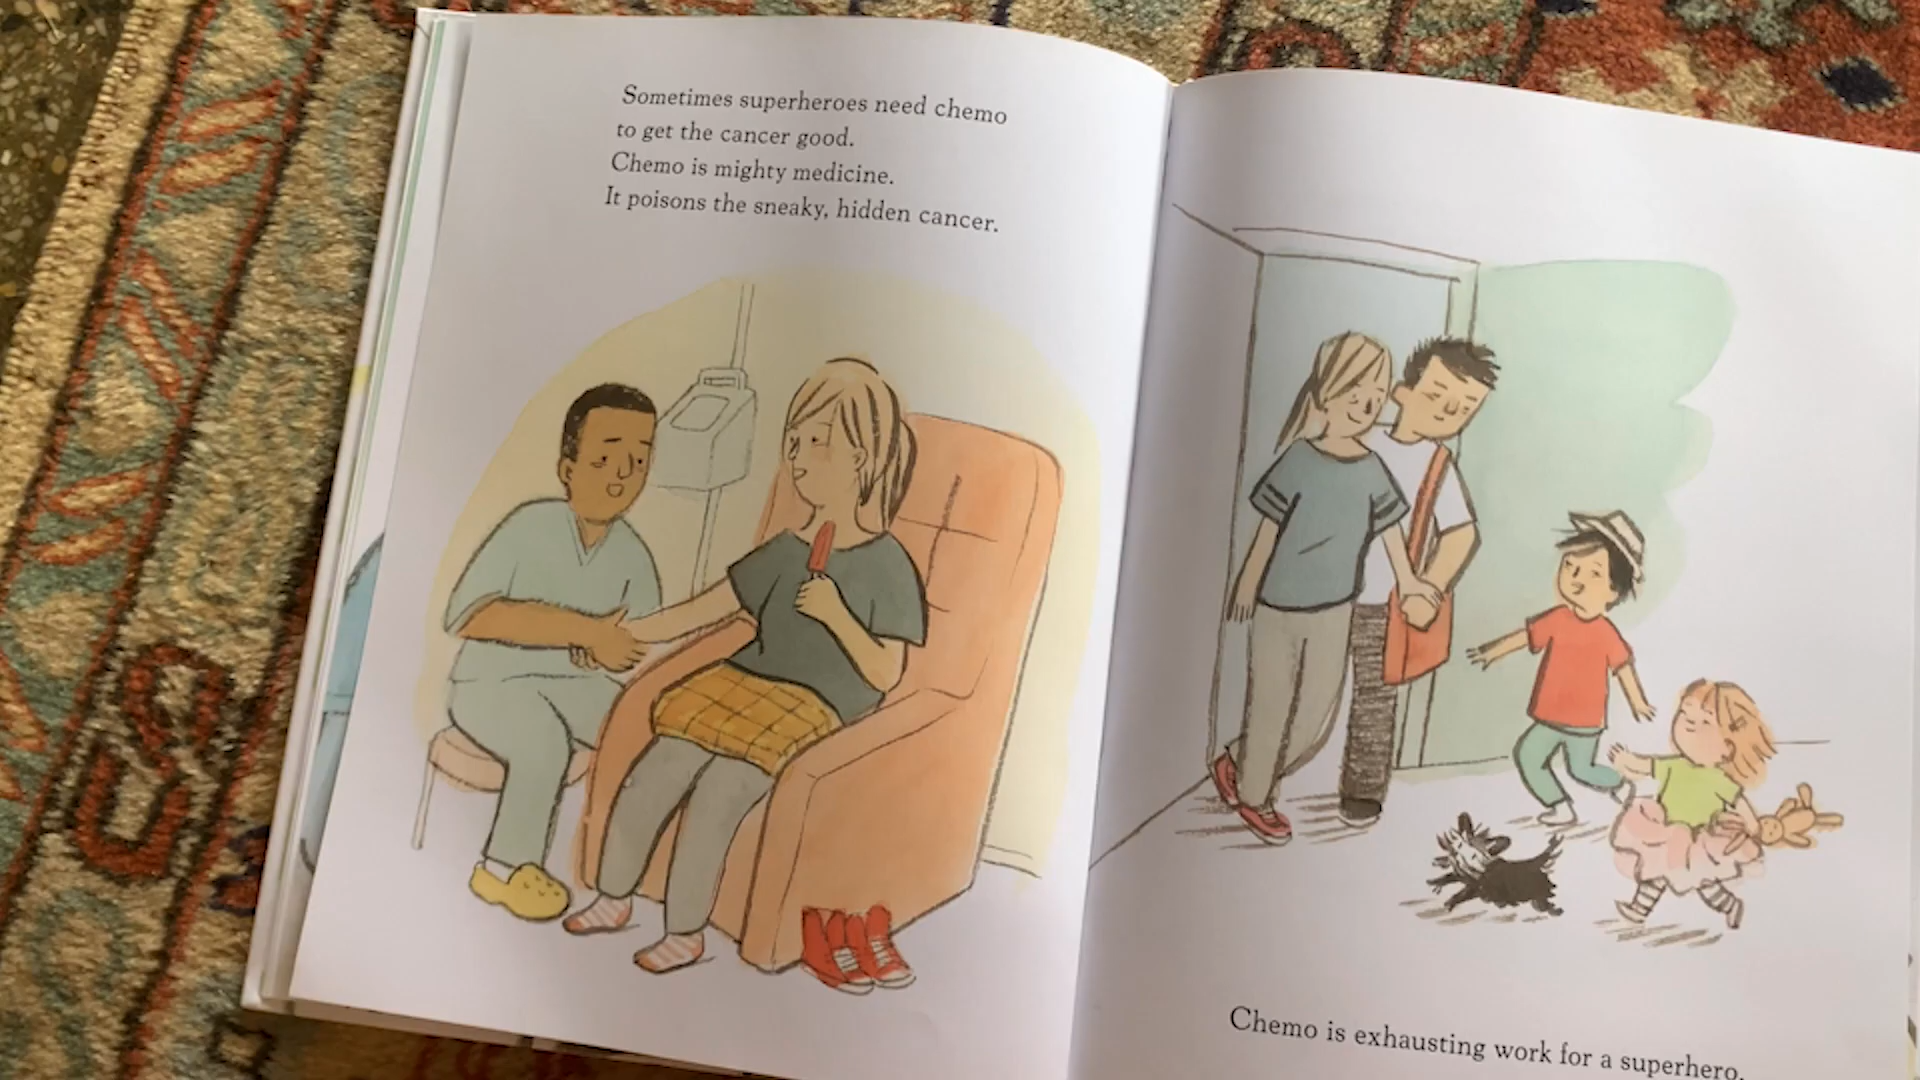 Sometimes superheroes need chemo
to get the cancer good.
Chemo is mighty medicine.
It poisons the sneaky, hidden cancer.
Chemo is exhausting work for a superhero.